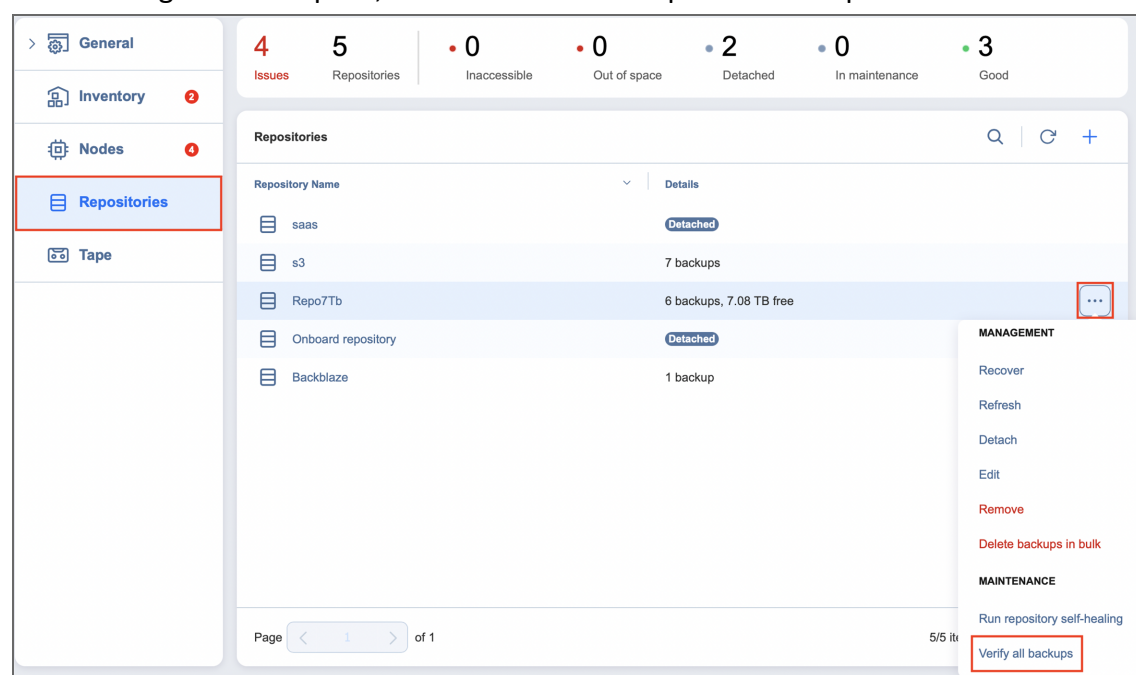 General
Inventory 2
Nodes 4
Repositories
Tape
4 5 0 0 2 0 3
Issues Repositories Inaccessible Out of space Detached In maintenance Good
Repositories
Repository Name Details
saas Detached
s3 7 backups
Repo7Tb 6 backups, 7.08 TB free
Onboard repository Detached
Backblaze 1 backup
MANAGEMENT
Recover
Refresh
Detach
Edit
Remove
Delete backups in bulk
MAINTENANCE
Run repository self-healing
Verify all backups
Page 1 of 1 5/5